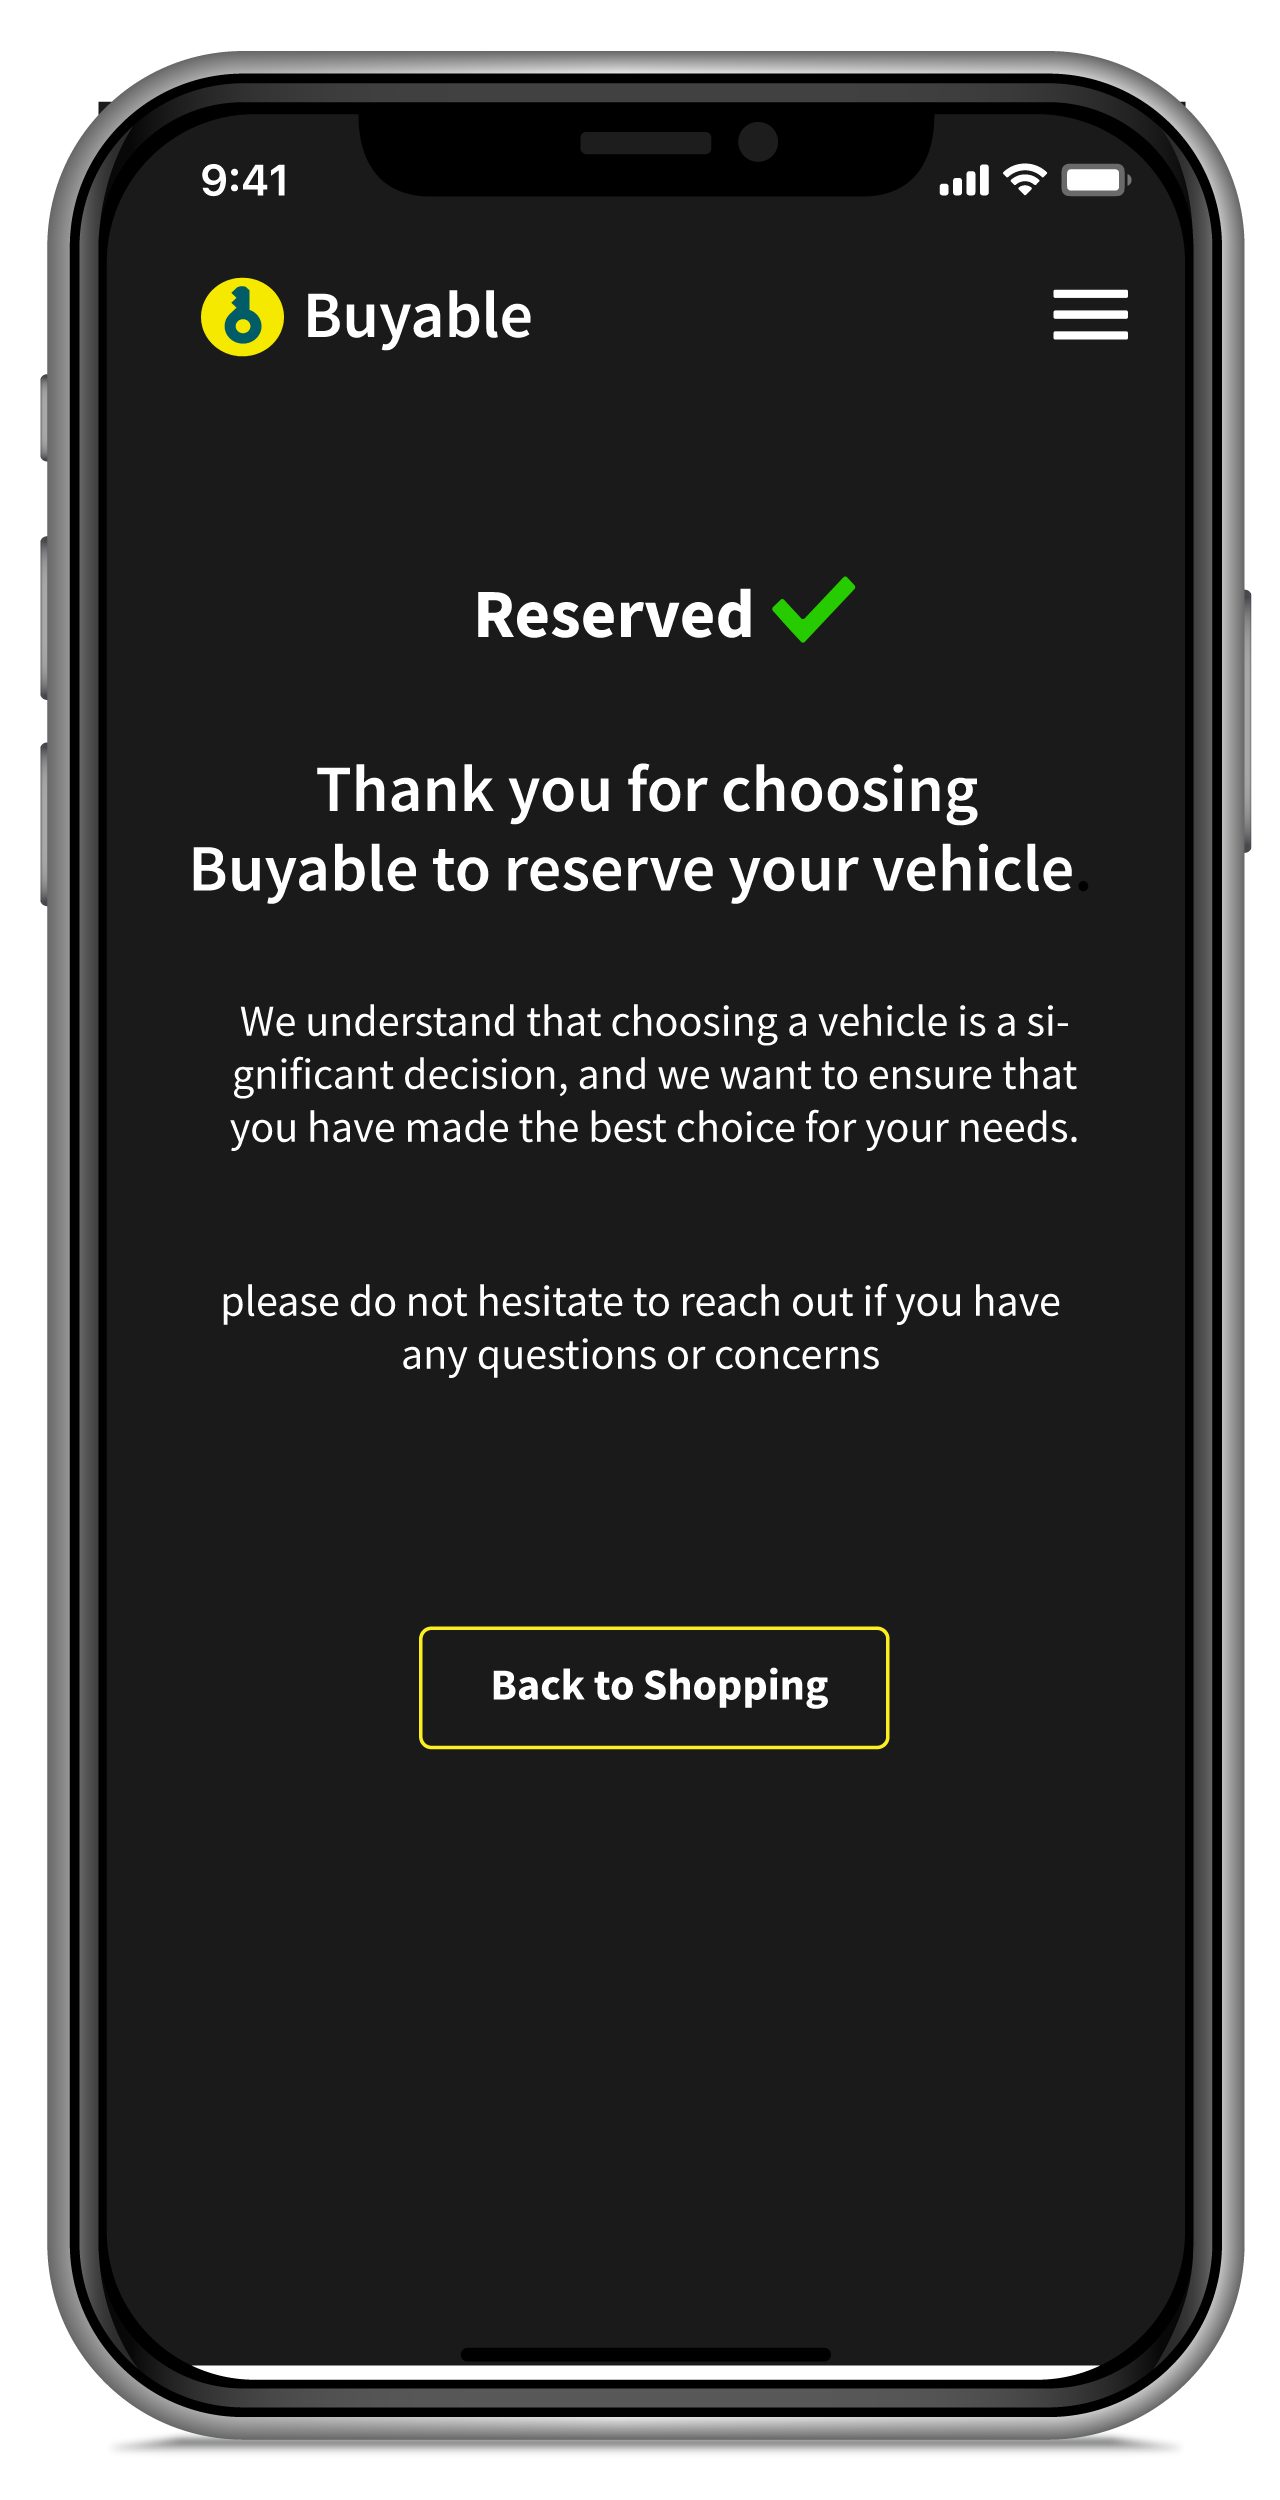 9:41
Buyable
Reserved
Thank you for choosing
Buyable to reserve your vehicle.
We understand that choosing a vehicle is a si-
gnificant decision, and we want to ensure that
you have made the best choice for your needs.
please do not hesitate to reach out if you have
any questions or concerns
Back to Shopping